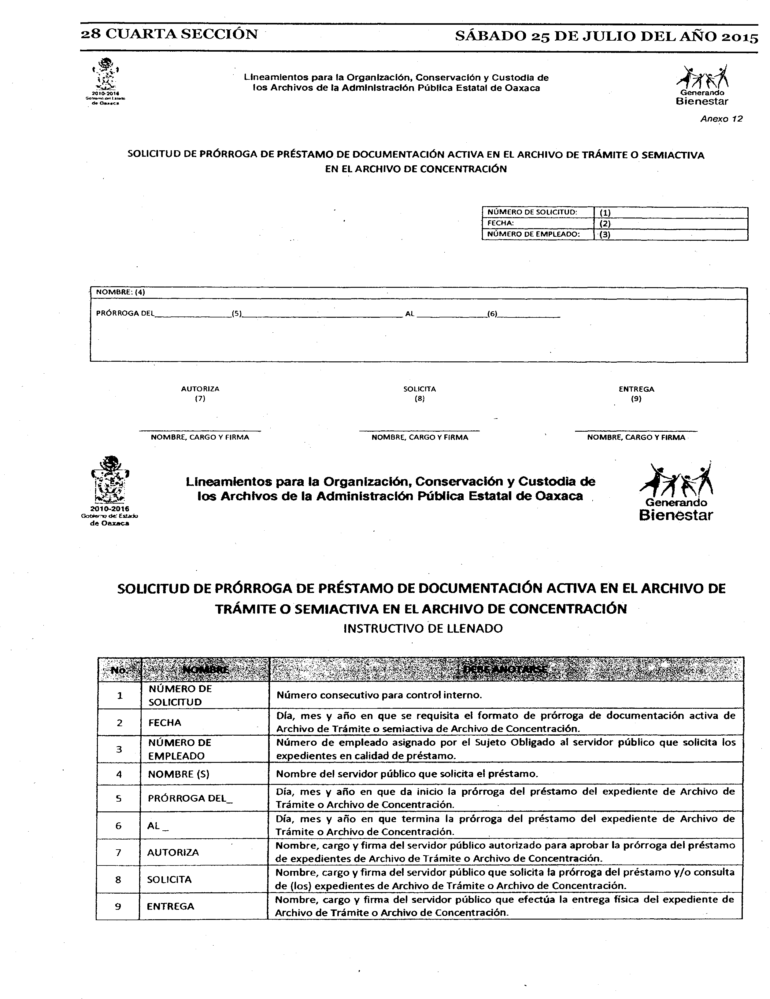 28 CUARTA SECCIÓN
SÁBADO 25 DE JULIO DEL AÑO 2015
2010-2016
Gobierno del Estado
de Oaxaca
Lineamientos para la Organización, Conservación y Custodia de
los Archivos de la Administración Pública Estatal de Oaxaca
Generando
Bienestar
Anexo 12
SOLICITUD DE PRÓRROGA DE PRÉSTAMO DE DOCUMENTACIÓN ACTIVA EN EL ARCHIVO DE TRÁMITE O SEMIACTIVA
EN EL ARCHIVO DE CONCENTRACIÓN
NÚMERO DE SOLICITUD: (1)
FECHA: (2)
NÚMERO DE EMPLEADO: (3)
NOMBRE: (4)
PRÓRROGA DEL______________(5)______________________________ AL _____________(6)____________
AUTORIZA
(7)
SOLICITA
(8)
ENTREGA
(9)
NOMBRE, CARGO Y FIRMA
NOMBRE, CARGO Y FIRMA
NOMBRE, CARGO Y FIRMA
2010-2016
Gobierno del Estado
de Oaxaca
Lineamientos para la Organización, Conservación y Custodia de
los Archivos de la Administración Pública Estatal de Oaxaca
Generando
Bienestar
SOLICITUD DE PRÓRROGA DE PRÉSTAMO DE DOCUMENTACIÓN ACTIVA EN EL ARCHIVO DE
TRÁMITE O SEMIACTIVA EN EL ARCHIVO DE CONCENTRACIÓN
INSTRUCTIVO DE LLENADO
No. NOMBRE DEBE ANOTARSE
1
NÚMERO DE
SOLICITUD
Número consecutivo para control interno.
2
FECHA
Día, mes y año en que se requisita el formato de prórroga de documentación activa de
Archivo de Trámite o semiactiva de Archivo de Concentración.
3
NÚMERO DE
EMPLEADO
Número de empleado asignado por el Sujeto Obligado al servidor público que solicita los
expedientes en calidad de préstamo.
4
NOMBRE (S)
Nombre del servidor público que solicita el préstamo.
5
PRÓRROGA DEL_
Día, mes y año en que da inicio la prórroga del préstamo del expediente de Archivo de
Trámite o Archivo de Concentración.
6
AL _
Día, mes y año en que termina la prórroga del préstamo del expediente de Archivo de
Trámite o Archivo de Concentración.
7
AUTORIZA
Nombre, cargo y firma del servidor público autorizado para aprobar la prórroga del préstamo
de expedientes de Archivo de Trámite o Archivo de Concentración.
8
SOLICITA
Nombre, cargo y firma del servidor público que solicita la prórroga del préstamo y/o consulta
de (los) expedientes de Archivo de Trámite o Archivo de Concentración.
9
ENTREGA
Nombre, cargo y firma del servidor público que efectúa la entrega física del expediente de
Archivo de Trámite o Archivo de Concentración.